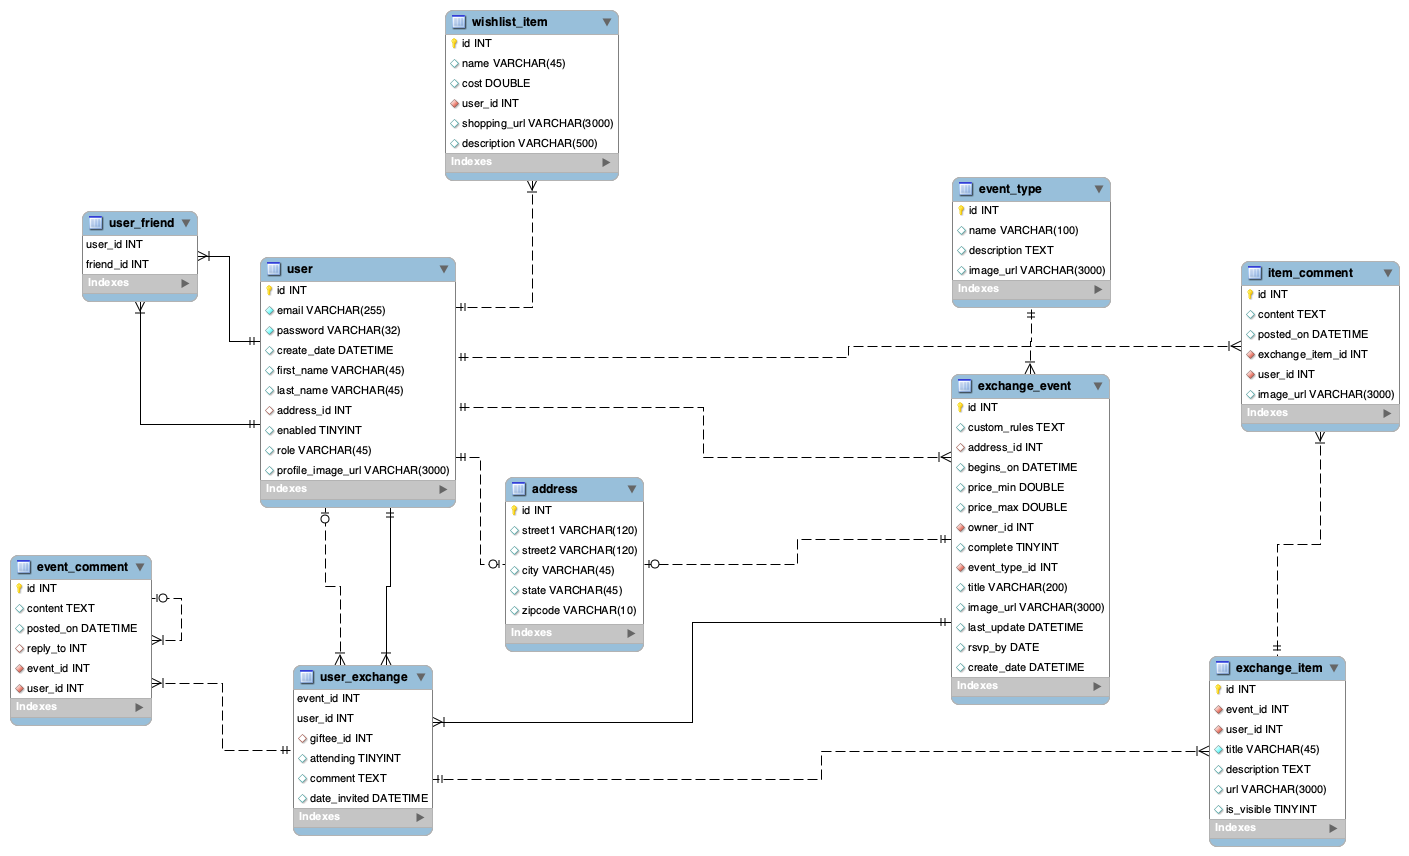 wishlist_item
id INT
name VARCHAR(45)
cost DOUBLE
user_id INT
shopping_url VARCHAR(3000)
description VARCHAR(500)
Indexes
event_type
id INT
name VARCHAR(100)
description TEXT
image_url VARCHAR(3000)
Indexes
user_friend
user_id INT
friend_id INT
Indexes
user
id INT
email VARCHAR(255)
password VARCHAR(32)
create_date DATETIME
first_name VARCHAR(45)
last_name VARCHAR(45)
address_id INT
enabled TINYINT
role VARCHAR(45)
profile_image_url VARCHAR(3000)
Indexes
item_comment
id INT
content TEXT
posted_on DATETIME
exchange_item_id INT
user_id INT
image_url VARCHAR(3000)
Indexes
exchange_event
id INT
custom_rules TEXT
address_id INT
begins_on DATETIME
price_min DOUBLE
price_max DOUBLE
owner_id INT
complete TINYINT
event_type_id INT
title VARCHAR(200)
image_url VARCHAR(3000)
last_update DATETIME
rsvp_by DATE
create_date DATETIME
Indexes
address
id INT
street1 VARCHAR(120)
street2 VARCHAR(120)
city VARCHAR(45)
state VARCHAR(45)
zipcode VARCHAR(10)
Indexes
event_comment
id INT
content TEXT
posted_on DATETIME
reply_to INT
event_id INT
user_id INT
Indexes
user_exchange
event_id INT
user_id INT
giftee_id INT
attending TINYINT
comment TEXT
date_invited DATETIME
Indexes
exchange_item
id INT
event_id INT
user_id INT
title VARCHAR(45)
description TEXT
url VARCHAR(3000)
is_visible TINYINT
Indexes